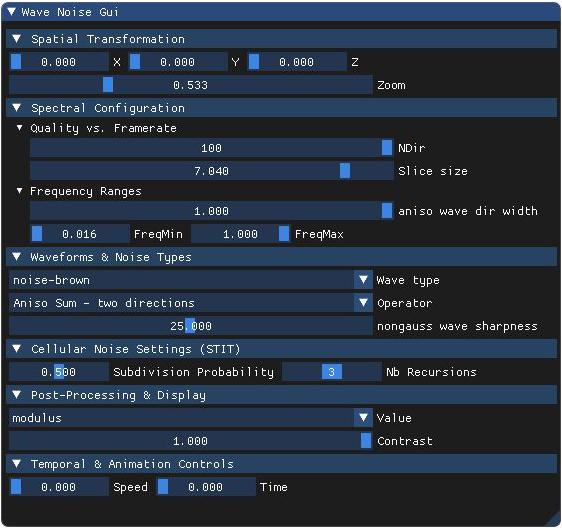 Wave Noise Gui
Spatial Transformation
0.000 X 0.000 Y 0.000 Z
0.533 Zoom
Spectral Configuration
Quality vs. Framerate
100 NDir
7.040 Slice size
Frequency Ranges
1.000 aniso wave dir width
0.016 FreqMin 1.000 FreqMax
Waveforms & Noise Types
noise-brown Wave type
Aniso Sum - two directions Operator
25.000 nongauss wave sharpness
Cellular Noise Settings (STIT)
0.500 Subdivision Probability 3 Nb Recursions
Post-Processing & Display
modulus Value
1.000 Contrast
Temporal & Animation Controls
0.000 Speed 0.000 Time